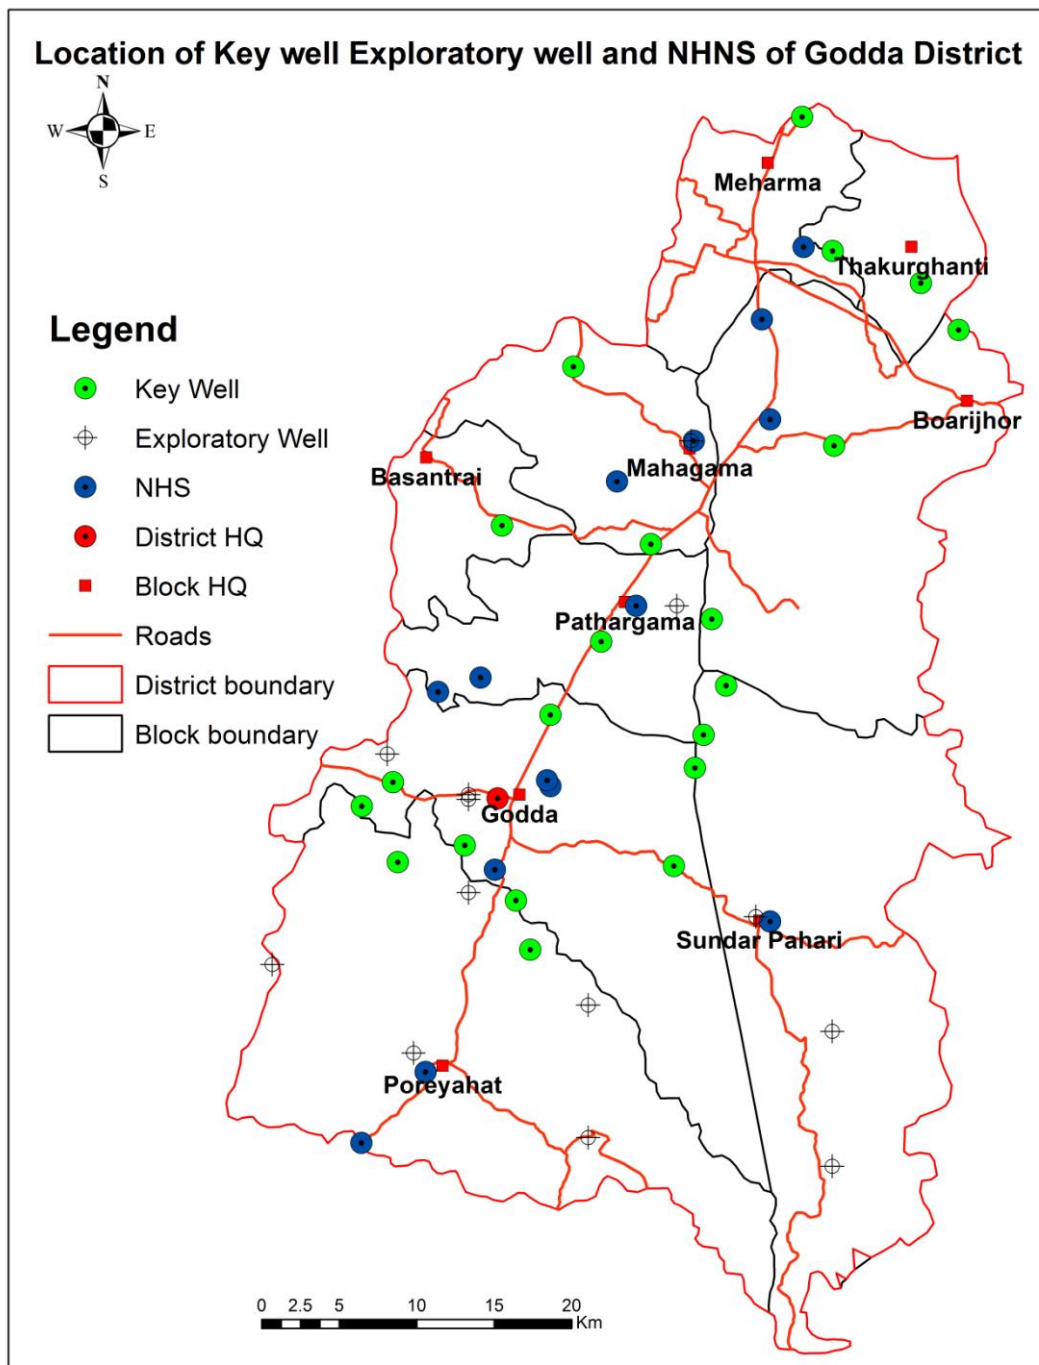 Location of Key well Exploratory well and NHNS of Godda District
N
W E
S
Meharma
Thakurghanti
Legend
Key Well
Exploratory Well
NHS
District HQ
Block HQ
Roads
District boundary
Block boundary
Boarijhor
Mahagama
Basantrai
Pathargama
Godda
Sundar Pahari
Poreyahat
0 2.5 5 10 15 20
Km